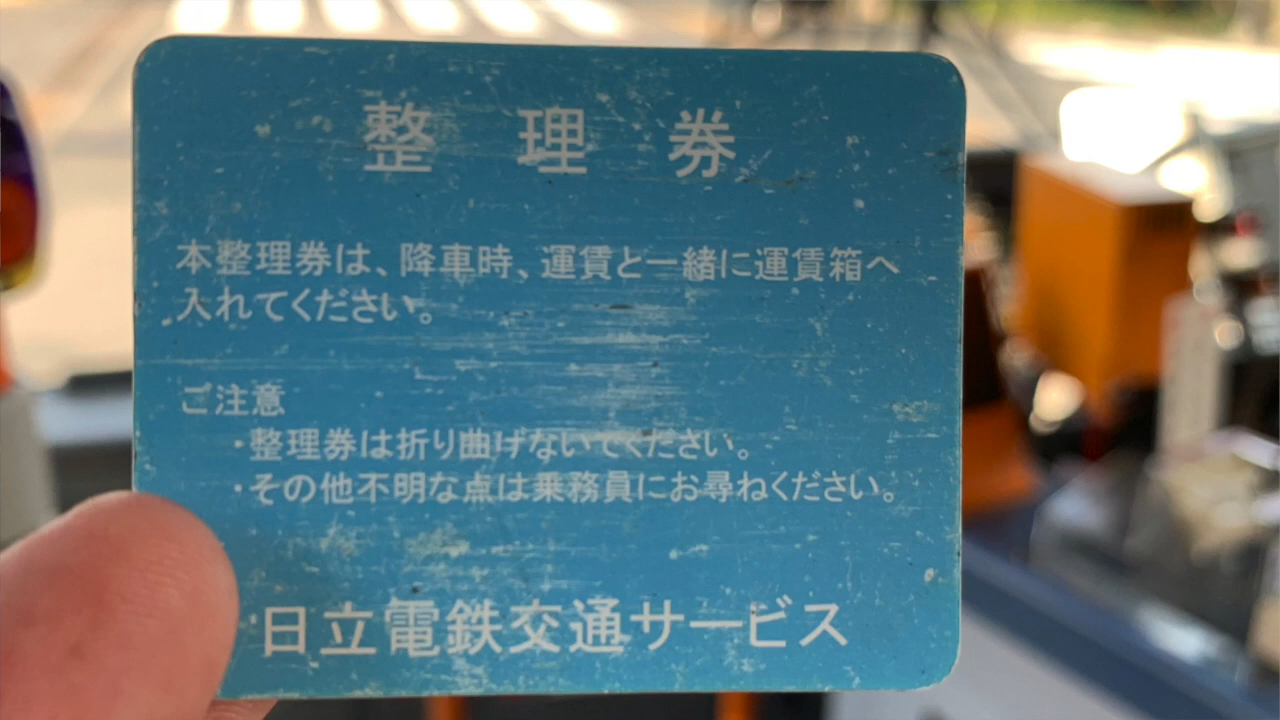 整理券
本整理券は、降車時、運賃と一緒に運賃箱へ
入れてください。
ご注意
・整理券は折り曲げないでください。
・その他不明な点は乗務員にお尋ねください。
日立電鉄交通サービス